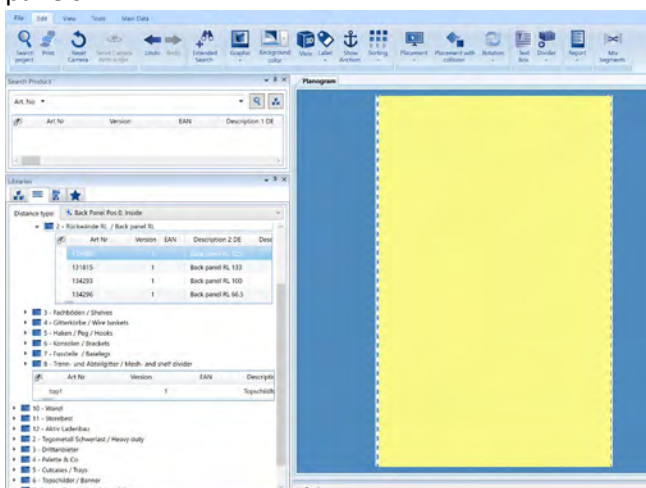 File Edit View Tools Main Data
Search project
Print
Reset Camera
Undo
Redo
Extended Search
Graphic
Background color
View
Label
Show Anchors
Sorting
Placement
Placement with collision
Rotation
Text Box
Divider
Report
Mix Segments
Search Product
Planogram
Art. No
Art Nr Version EAN Description 1 DE
Libraries
Distance type Back Panel Pos 0, Inside
2 - Rückwände RL / Back panel RL
Art Nr Version EAN Description 2 DE Desc
131815 1 Back panel RL 133
134293 1 Back panel RL 100
134296 1 Back panel RL 66.5
3 - Fachböden / Shelves
4 - Gitterkörbe / Wire baskets
5 - Haken / Peg / Hooks
6 - Konsolen / Brackets
7 - Fussteile / Baselegs
8 - Trenn- und Abteilgitter / Mesh- and shelf divider
Art Nr Version EAN Descripti
top1 1 Topschildh
10 - Wand
11 - Storebest
12 - Aktiv Ladenbau
2 - Tegometall Schwerlast / Heavy duty
3 - Drittanbieter
4 - Palette & Co
5 - Cutcases / Trays
6 - Topschilder / Banner